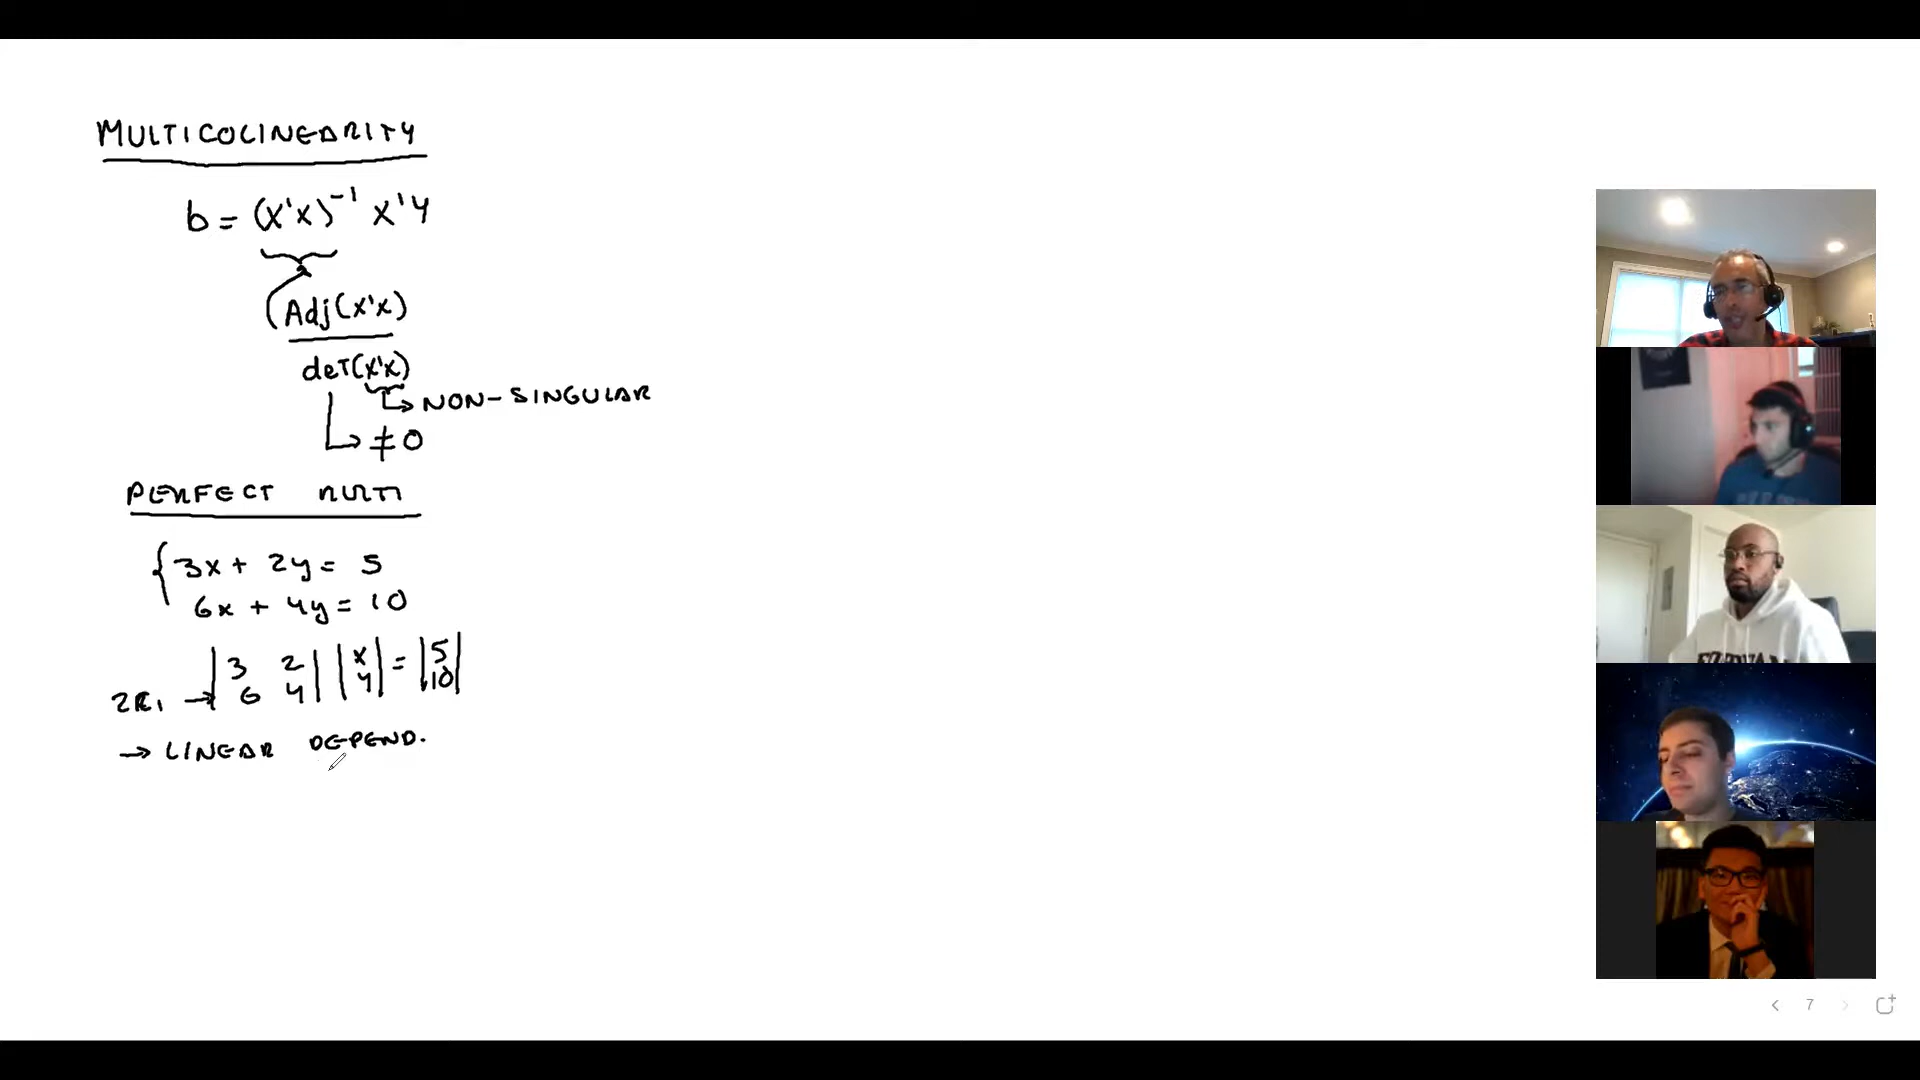 MULTICOLINEARITY
b = (X'X)⁻¹ X'Y
Adj(X'X)
deT(X'X)
NON-SINGULAR
≠ 0
PERFECT MULTI
3x + 2y = 5
6x + 4y = 10
| 3 2 | | x | = | 5 |
2R₁ → | 6 4 | | y | | 10 |
→ LINEAR DEPEND.
7